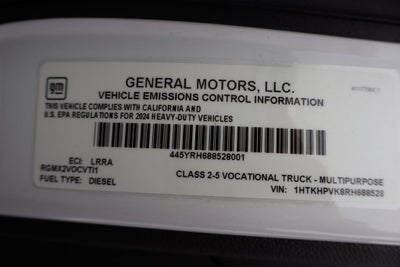 gm
GENERAL MOTORS, LLC.
VEHICLE EMISSIONS CONTROL INFORMATION
THIS VEHICLE COMPLIES WITH CALIFORNIA AND
U.S. EPA REGULATIONS FOR 2024 HEAVY-DUTY VEHICLES
445YRH688528001
ECI: LRRA
RGMX2VOCVTI1
FUEL TYPE: DIESEL
CLASS 2-5 VOCATIONAL TRUCK - MULTIPURPOSE
VIN: 1HTKHPVK8RH688528